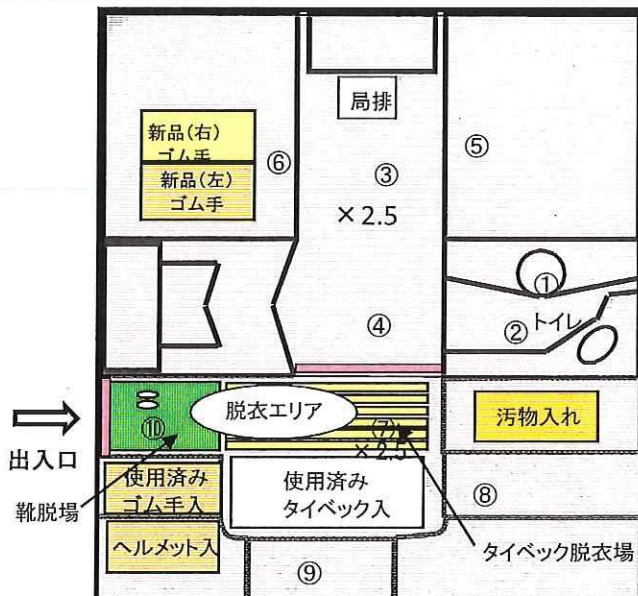 局排
新品(右)
ゴム手
新品(左)
ゴム手
⑥
③
⑤
×2.5
①
④
②
トイレ
出入口
⑩
脱衣エリア
(7)
×2.5
汚物入れ
靴脱場
使用済み
ゴム手入
使用済み
タイベック入
⑧
ヘルメット入
⑨
タイベック脱衣場